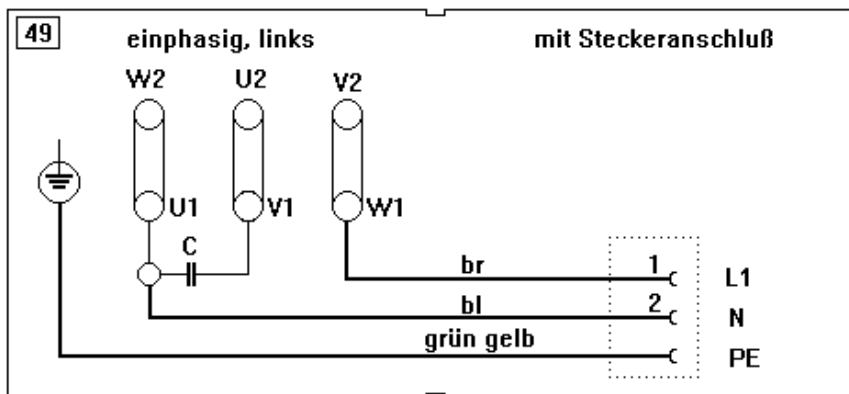 49
einphasig, links
mit Steckeranschluß
W2 U2 V2
U1 V1 W1
C
br 1 L1
bl 2 N
grün gelb PE